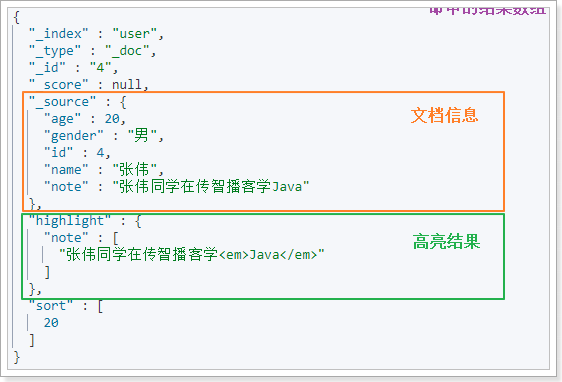 命中的结果数组
{
"_index" : "user",
"_type" : "_doc",
"_id" : "4",
"_score" : null,
"_source" : {
"age" : 20,
"gender" : "男",
"id" : 4,
"name" : "张伟",
"note" : "张伟同学在传智播客学Java"
},
文档信息
"highlight" : {
"note" : [
"张伟同学在传智播客学<em>Java</em>"
]
},
高亮结果
"sort" : [
20
]
}